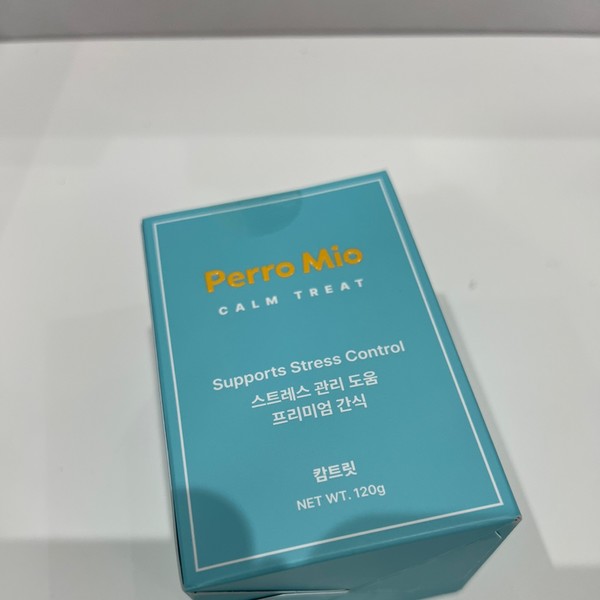 Perro Mio
CALM TREAT
Supports Stress Control
스트레스 관리 도움
프리미엄 간식
캄트릿
NET WT. 120g